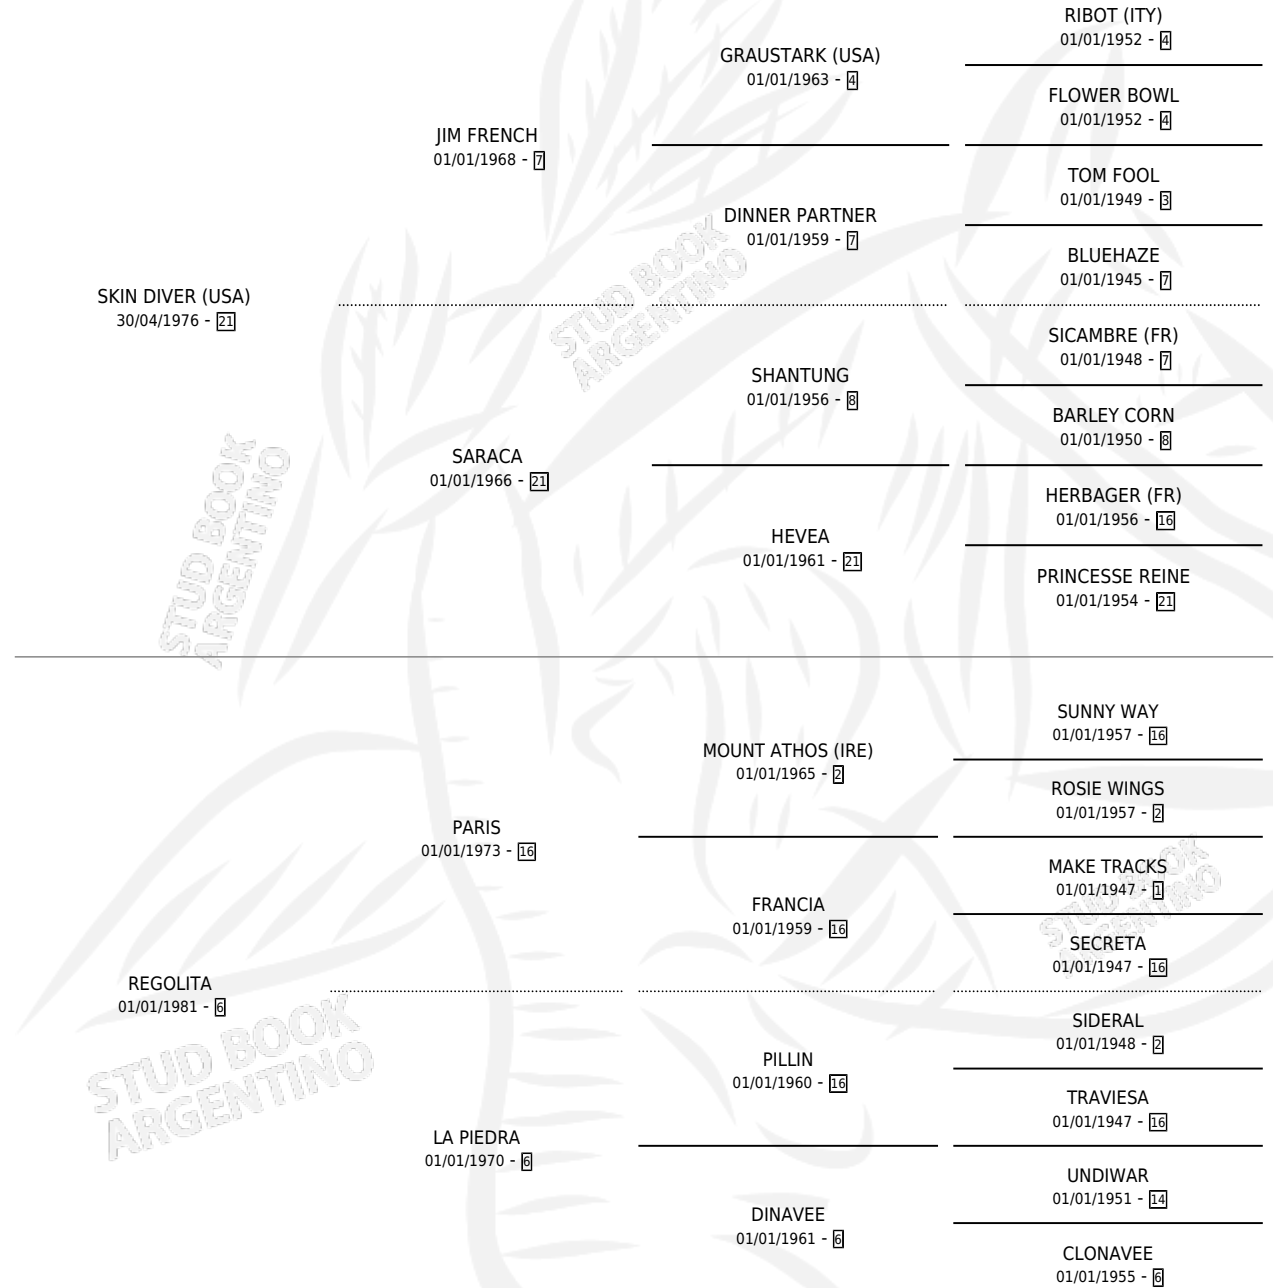 RIBOT (ITY)
01/01/1952 - 4
GRAUSTARK (USA)
01/01/1963 - 4
FLOWER BOWL
01/01/1952 - 4
JIM FRENCH
01/01/1968 - 7
TOM FOOL
01/01/1949 - 3
DINNER PARTNER
01/01/1959 - 7
BLUEHAZE
01/01/1945 - 7
SKIN DIVER (USA)
30/04/1976 - 21
SICAMBRE (FR)
01/01/1948 - 7
SHANTUNG
01/01/1956 - 8
BARLEY CORN
01/01/1950 - 8
SARACA
01/01/1966 - 21
HERBAGER (FR)
01/01/1956 - 16
HEVEA
01/01/1961 - 21
PRINCESSE REINE
01/01/1954 - 21
STUD BOOK
ARGENTINO
STUD BOOK
ARGENTINO
SUNNY WAY
01/01/1957 - 16
MOUNT ATHOS (IRE)
01/01/1965 - 2
ROSIE WINGS
01/01/1957 - 2
PARIS
01/01/1973 - 16
MAKE TRACKS
01/01/1947 - 1
FRANCIA
01/01/1959 - 16
SECRETA
01/01/1947 - 16
STUD BOOK
ARGENTINO
REGOLITA
01/01/1981 - 6
SIDERAL
01/01/1948 - 2
PILLIN
01/01/1960 - 16
TRAVIESA
01/01/1947 - 16
STUD BOOK
ARGENTINO
LA PIEDRA
01/01/1970 - 6
UNDIWAR
01/01/1951 - 14
DINAVEE
01/01/1961 - 6
CLONAVEE
01/01/1955 - 6